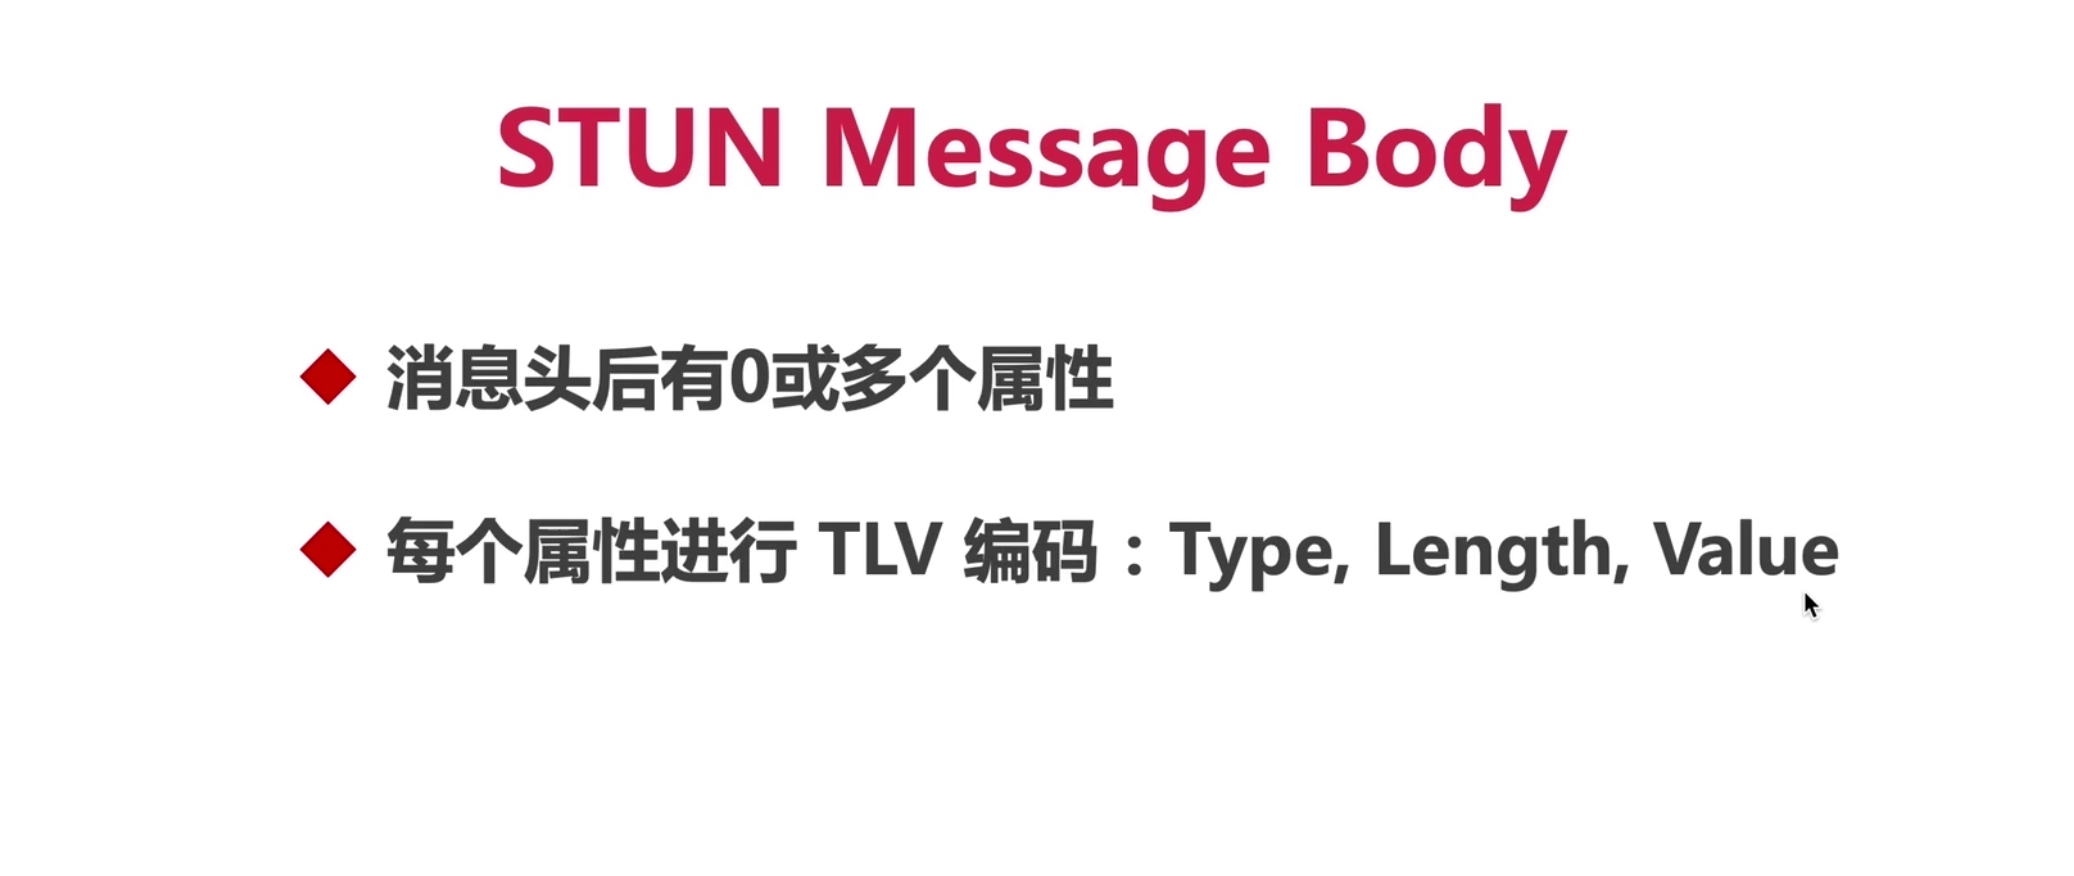 STUN Message Body
消息头后有0或多个属性
每个属性进行 TLV 编码：Type, Length, Value